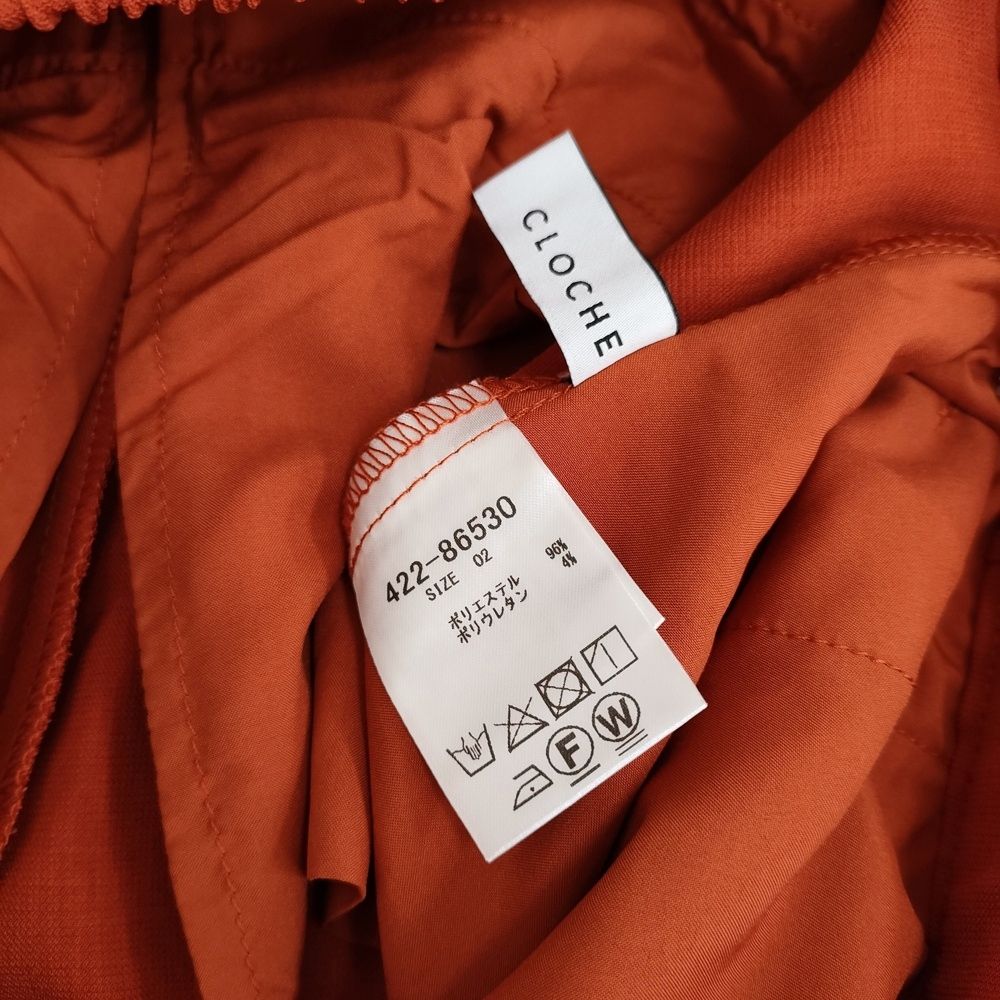 CLOCHE
422-86530
SIZE 02
ポリエステル 96%
ポリウレタン 4%
F W